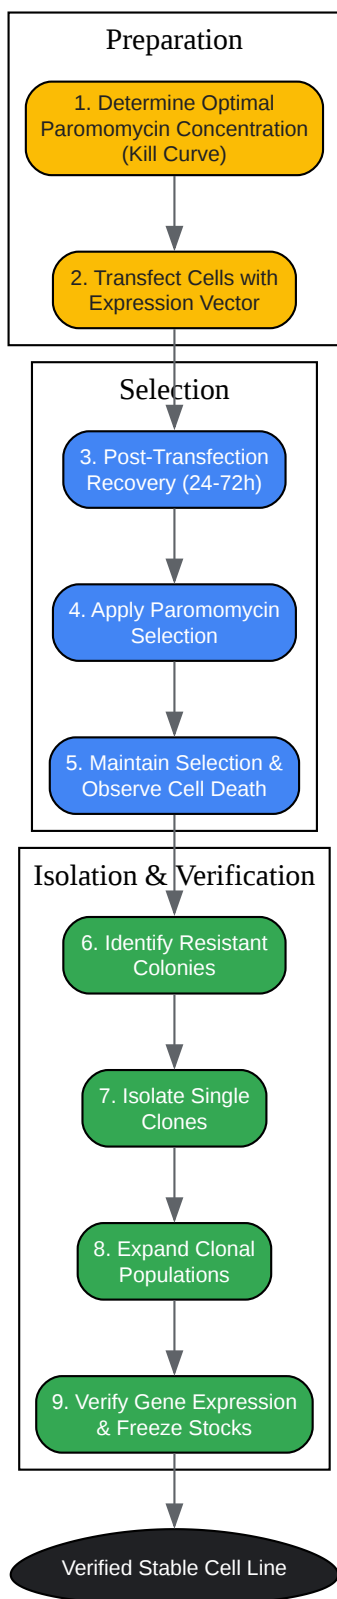 Preparation
1. Determine Optimal
Paromomycin Concentration
(Kill Curve)
2. Transfect Cells with
Expression Vector
Selection
3. Post-Transfection
Recovery (24-72h)
4. Apply Paromomycin
Selection
5. Maintain Selection &
Observe Cell Death
Isolation & Verification
6. Identify Resistant
Colonies
7. Isolate Single
Clones
8. Expand Clonal
Populations
9. Verify Gene Expression
& Freeze Stocks
Verified Stable Cell Line